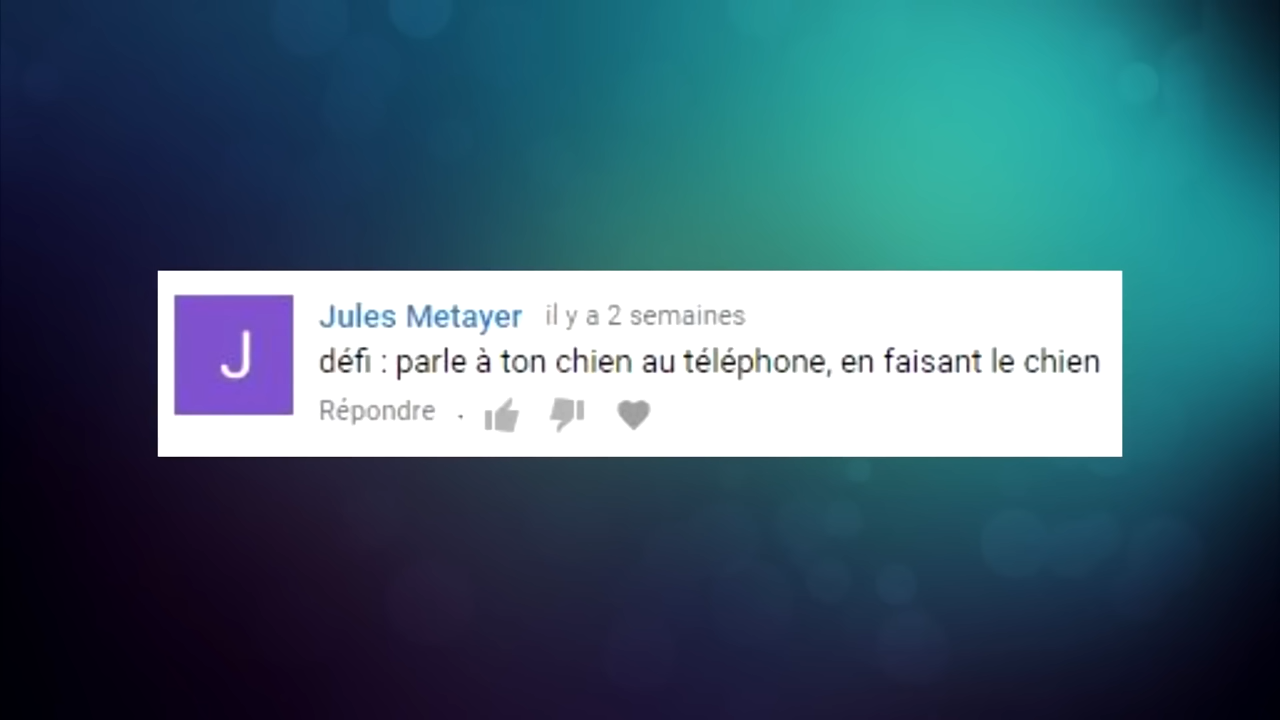 J
Jules Metayer il y a 2 semaines
défi : parle à ton chien au téléphone, en faisant le chien
Répondre .